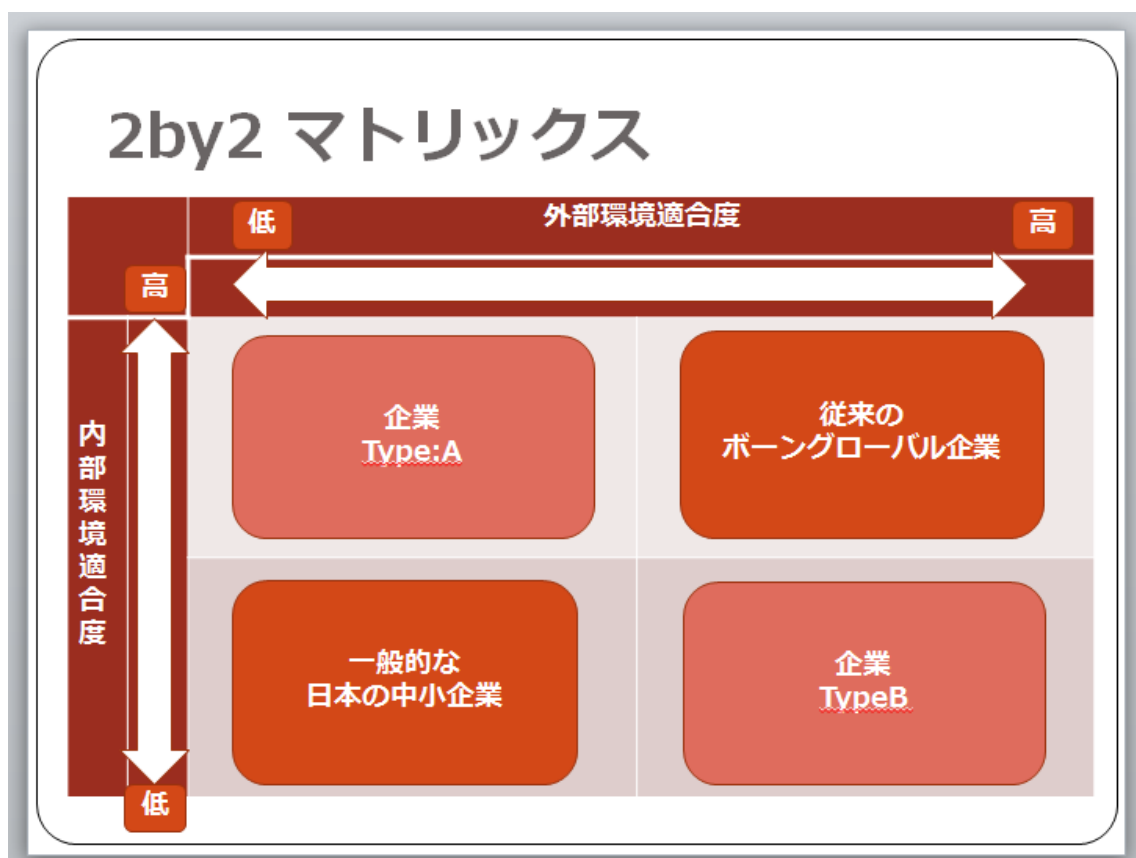 2by2 マトリックス
低
外部環境適合度
高
高
内部環境適合度
企業
Type:A
従来の
ボーングローバル企業
一般的な
日本の中小企業
企業
TypeB
低